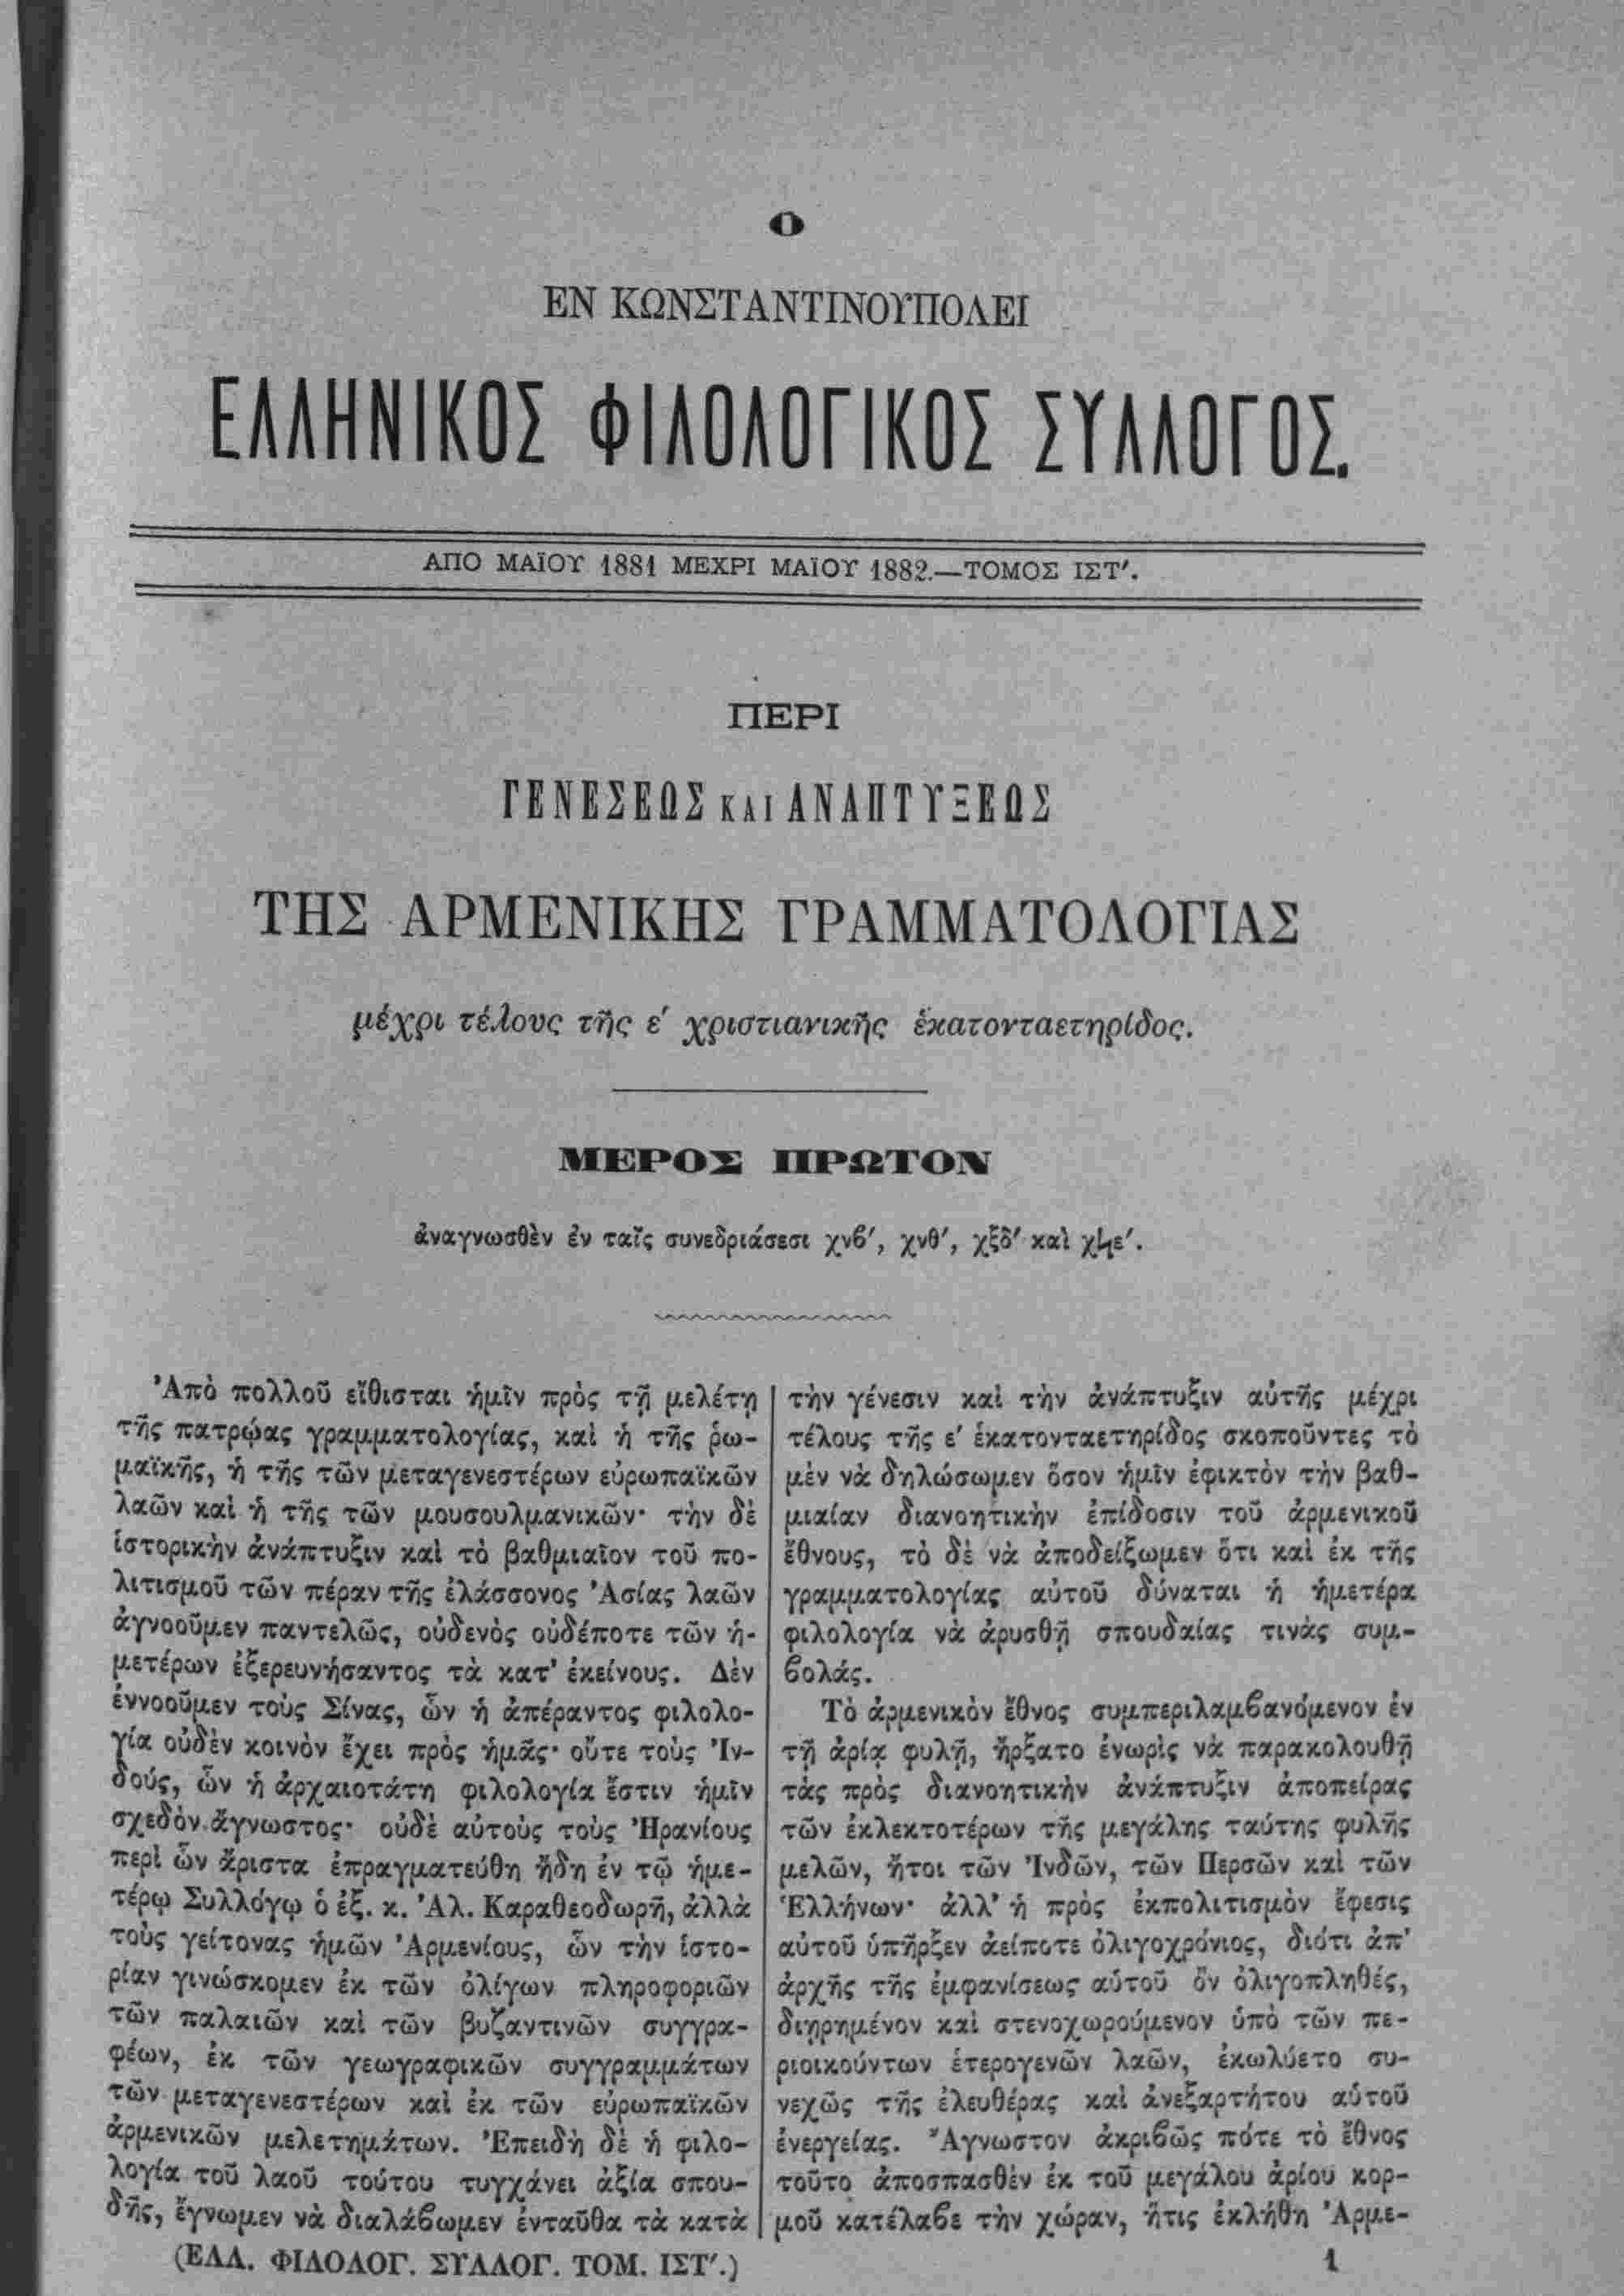 Ο
ΕΝ ΚΩΝΣΤΑΝΤΙΝΟΥΠΟΛΕΙ
ΕΛΛΗΝΙΚΟΣ ΦΙΛΟΛΟΓΙΚΟΣ ΣΥΛΛΟΓΟΣ.
ΑΠΟ ΜΑΪΟΥ 1881 ΜΕΧΡΙ ΜΑΪΟΥ 1882.—ΤΟΜΟΣ ΙΣΤʹ.
ΠΕΡΙ
ΓΕΝΕΣΕΩΣ ΚΑΙ ΑΝΑΠΤΥΞΕΩΣ
ΤΗΣ ΑΡΜΕΝΙΚΗΣ ΓΡΑΜΜΑΤΟΛΟΓΙΑΣ
μέχρι τέλους τῆς ε' χριστιανικῆς ἑκατονταετηρίδος.
ΜΕΡΟΣ ΠΡΩΤΟΝ
ἀναγνωσθὲν ἐν ταῖς συνεδριάσεσι χνϐ', χνθ', χξδ' καὶ χϟε'.
Ἀπὸ πολλοῦ εἴθισται ἡμῖν πρὸς τῇ μελέτῃ
τῆς πατρῴας γραμματολογίας, καὶ ἡ τῆς ῥω-
μαϊκῆς, ἡ τῆς τῶν μεταγενεστέρων εὐρωπαϊκῶν
λαῶν καὶ ἡ τῆς τῶν μουσουλμανικῶν· τὴν δὲ
ἱστορικὴν ἀνάπτυξιν καὶ τὸ βαθμιαῖον τοῦ πο-
λιτισμοῦ τῶν πέραν τῆς ἐλάσσονος Ἀσίας λαῶν
ἀγνοοῦμεν παντελῶς, οὐδενὸς οὐδέποτε τῶν ἡ-
μετέρων ἐξερευνήσαντος τὰ κατ' ἐκείνους. Δὲν
ἐννοοῦμεν τοὺς Σίνας, ὧν ἡ ἀπέραντος φιλολο-
γία οὐδὲν κοινὸν ἔχει πρὸς ἡμᾶς· οὔτε τοὺς Ἰν-
δούς, ὧν ἡ ἀρχαιοτάτη φιλολογία ἔστιν ἡμῖν
σχεδὸν ἄγνωστος· οὐδὲ αὐτοὺς τοὺς Ἠρανίους
περὶ ὧν ἄριστα ἐπραγματεύθη ἤδη ἐν τῷ ἡμε-
τέρῳ Συλλόγῳ ὁ ἐξ. κ. Ἀλ. Καραθεοδωρῆ, ἀλλὰ
τοὺς γείτονας ἡμῶν Ἀρμενίους, ὧν τὴν ἱστο-
ρίαν γινώσκομεν ἐκ τῶν ὀλίγων πληροφοριῶν
τῶν παλαιῶν καὶ τῶν βυζαντινῶν συγγρα-
φέων, ἐκ τῶν γεωγραφικῶν συγγραμμάτων
τῶν μεταγενεστέρων καὶ ἐκ τῶν εὐρωπαϊκῶν
ἀρμενικῶν μελετημάτων. Ἐπειδὴ δὲ ἡ φιλο-
λογία τοῦ λαοῦ τούτου τυγχάνει ἀξία σπου-
δῆς, ἔγνωμεν νὰ διαλάϐωμεν ἐνταῦθα τὰ κατὰ
τὴν γένεσιν καὶ τὴν ἀνάπτυξιν αὐτῆς μέχρι
τέλους τῆς ε' ἑκατονταετηρίδος σκοποῦντες τὸ
μὲν νὰ δηλώσωμεν ὅσον ἡμῖν ἐφικτὸν τὴν βαθ-
μιαίαν διανοητικὴν ἐπίδοσιν τοῦ ἀρμενικοῦ
ἔθνους, τὸ δὲ νὰ ἀποδείξωμεν ὅτι καὶ ἐκ τῆς
γραμματολογίας αὐτοῦ δύναται ἡ ἡμετέρα
φιλολογία νὰ ἀρυσθῇ σπουδαίας τινὰς συμ-
ϐολάς.
Τὸ ἀρμενικὸν ἔθνος συμπεριλαμϐανόμενον ἐν
τῇ ἀρίᾳ φυλῇ, ἤρξατο ἐνωρὶς νὰ παρακολουθῇ
τὰς πρὸς διανοητικὴν ἀνάπτυξιν ἀποπείρας
τῶν ἐκλεκτοτέρων τῆς μεγάλης ταύτης φυλῆς
μελῶν, ἤτοι τῶν Ἰνδῶν, τῶν Περσῶν καὶ τῶν
Ἑλλήνων· ἀλλ' ἡ πρὸς ἐκπολιτισμὸν ἔφεσις
αὐτοῦ ὑπῆρξεν ἀείποτε ὀλιγοχρόνιος, διότι ἀπ'
ἀρχῆς τῆς ἐμφανίσεως αὐτοῦ ὂν ὀλιγοπληθές,
διῃρημένον καὶ στενοχωρούμενον ὑπὸ τῶν πε-
ριοικούντων ἑτερογενῶν λαῶν, ἐκωλύετο συ-
νεχῶς τῆς ἐλευθέρας καὶ ἀνεξαρτήτου αὐτοῦ
ἐνεργείας. Ἄγνωστον ἀκριϐῶς πότε τὸ ἔθνος
τοῦτο ἀποσπασθὲν ἐκ τοῦ μεγάλου ἀρίου κορ-
μοῦ κατέλαϐε τὴν χώραν, ἥτις ἐκλήθη Ἀρμε-
(ΕΛΛ. ΦΙΛΟΛΟΓ. ΣΥΛΛΟΓ. ΤΟΜ. ΙΣΤʹ.)
1